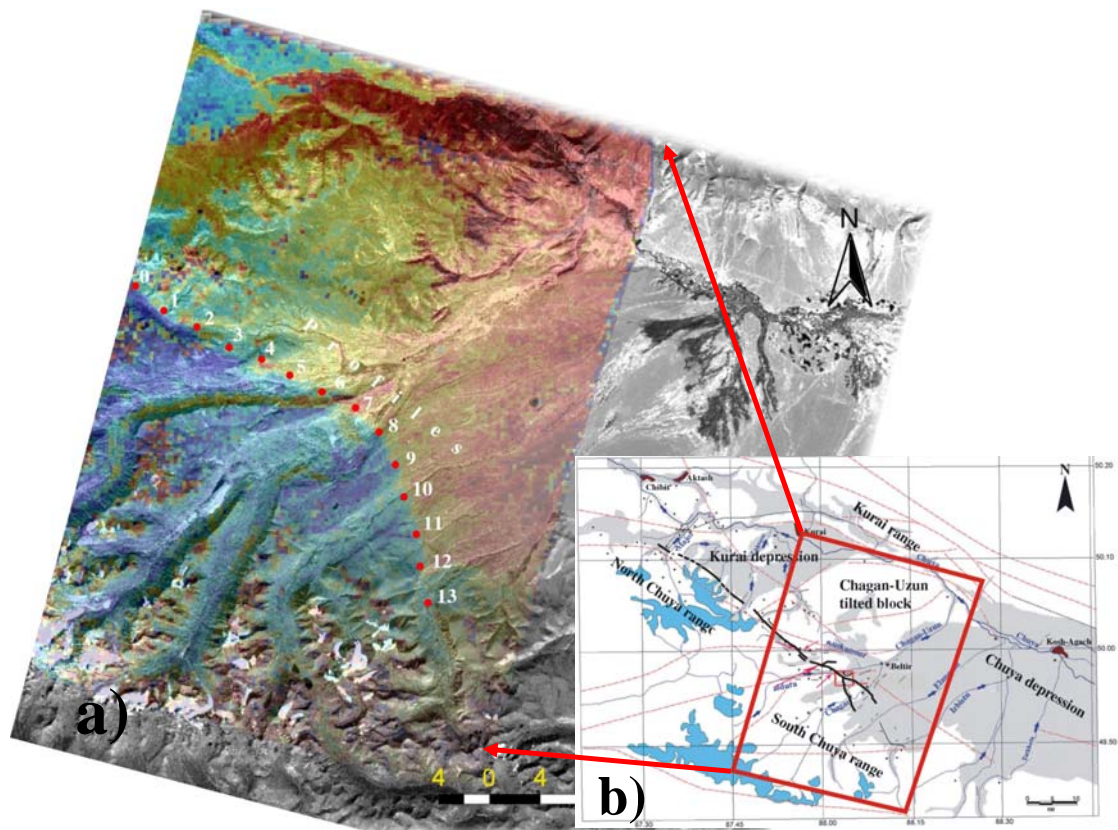 N
0
1
2
3
4
5
6
7
8
9
10
11
12
13
Profiles
a)
4 0 4
b)
50.20
50.10
50.00
49.50
87.30 87.45 88.00 88.15 88.30
N
Chibit
Aktash
Kurai
Kurai range
Kurai depression
North Chuya range
Chagan-Uzun
tilted block
Chuya
Chagan-Uzun
Beltir
Chuya
Kosh-Agach
Chuya depression
South Chuya range